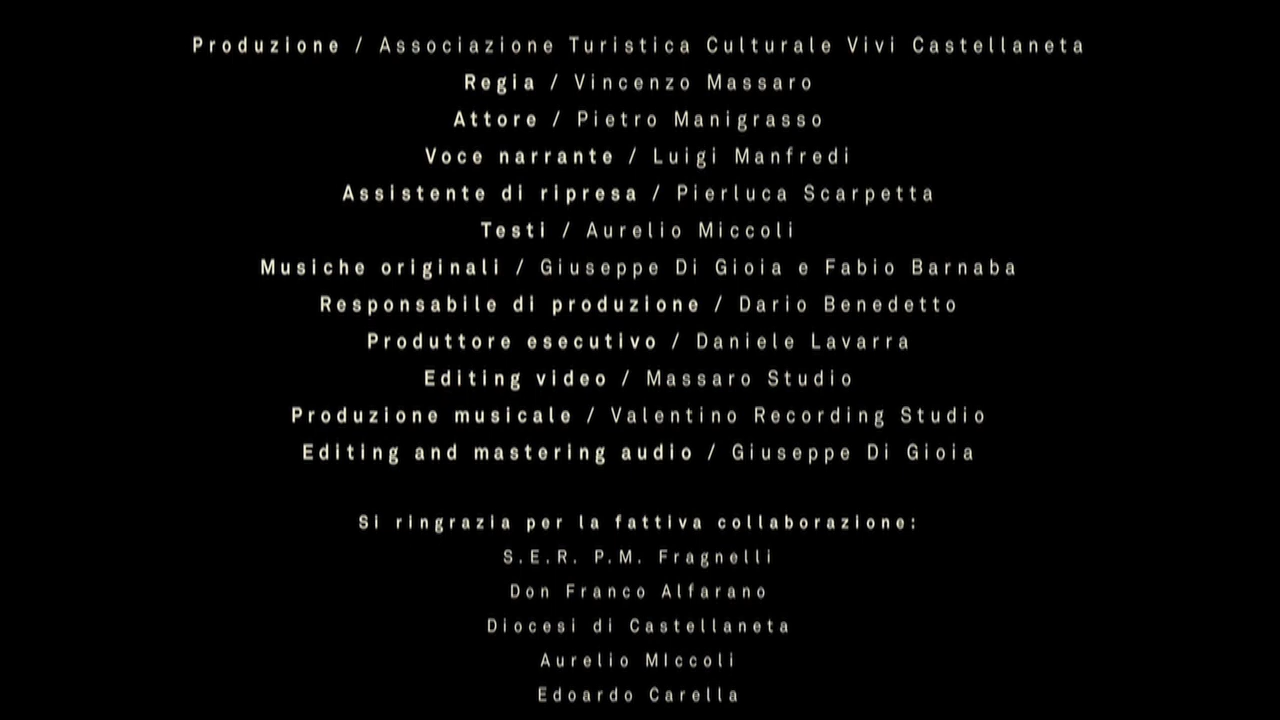 Produzione / Associazione Turistica Culturale Vivi Castellaneta
Regia / Vincenzo Massaro
Attore / Pietro Manigrasso
Voce narrante / Luigi Manfredi
Assistente di ripresa / Pierluca Scarpetta
Testi / Aurelio Miccoli
Musiche originali / Giuseppe Di Gioia e Fabio Barnaba
Responsabile di produzione / Dario Benedetto
Produttore esecutivo / Daniele Lavarra
Editing video / Massaro Studio
Produzione musicale / Valentino Recording Studio
Editing and mastering audio / Giuseppe Di Gioia
Si ringrazia per la fattiva collaborazione:
S.E.R. P.M. Fragnelli
Don Franco Alfarano
Diocesi di Castellaneta
Aurelio MIccoli
Edoardo Carella